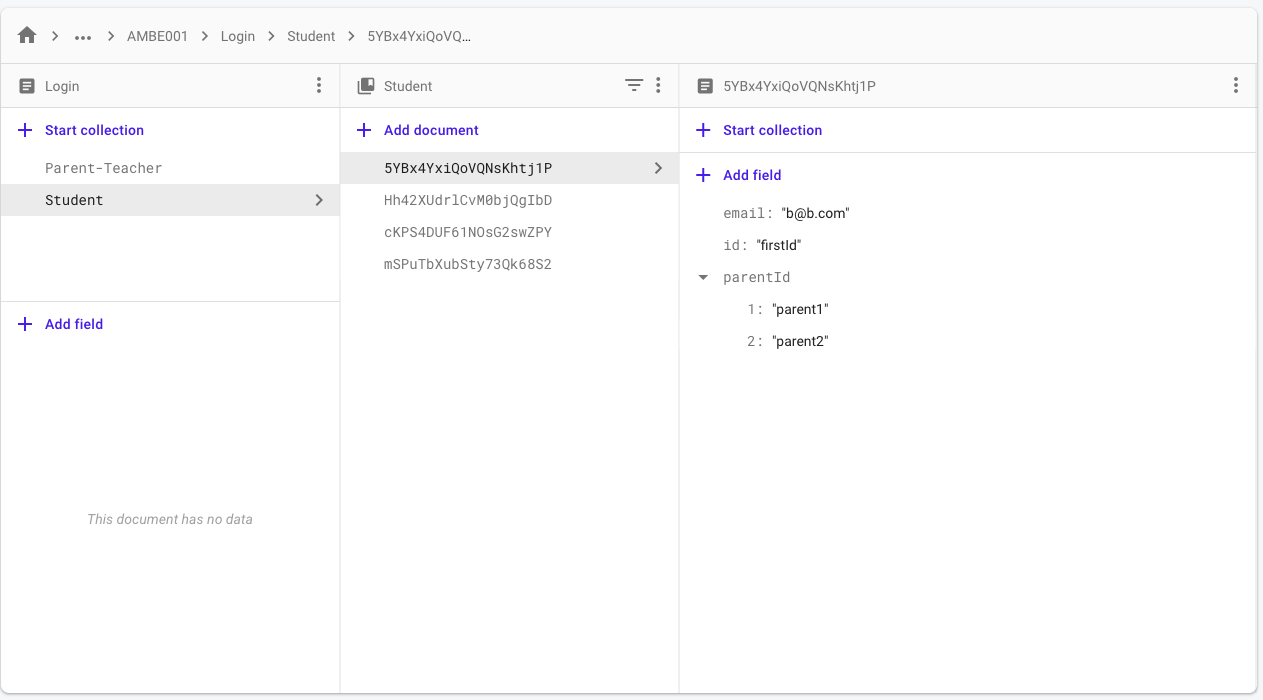 ... AMBE001 Login Student 5YBx4YxiQoVQ...
Login
Start collection
Parent-Teacher
Student
Add field
This document has no data
Student
Add document
5YBx4YxiQoVQNsKhtj1P
Hh42XUdrlCvM0bjQgIbD
cKPS4DUF61NOsG2swZPY
mSPuTbXubSty73Qk68S2
5YBx4YxiQoVQNsKhtj1P
Start collection
Add field
email: "b@b.com"
id: "firstId"
parentId
1: "parent1"
2: "parent2"